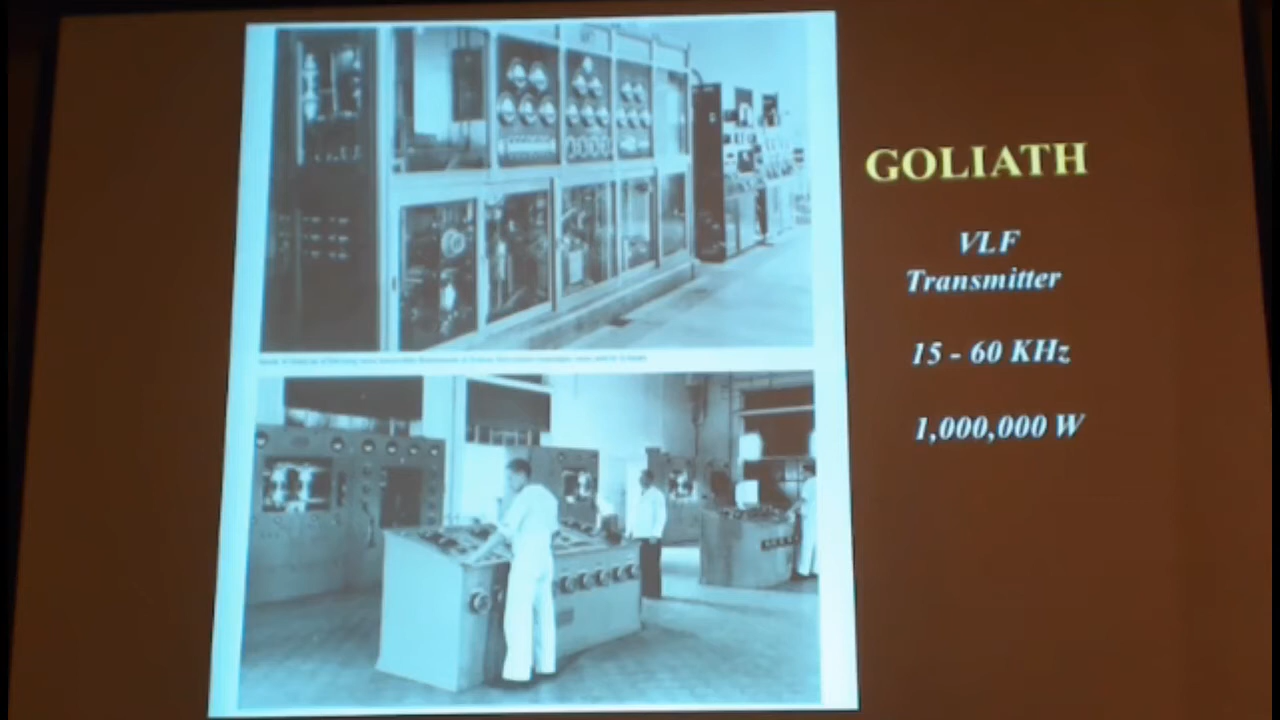 GOLIATH
VLF
Transmitter
15 - 60 KHz
1,000,000 W